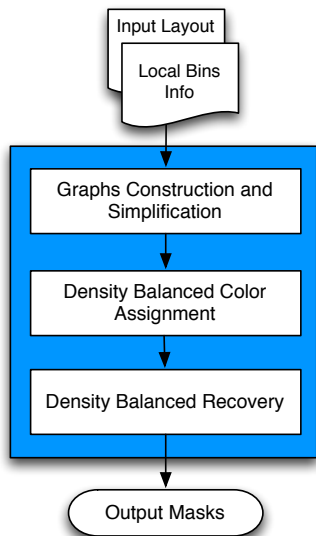 Input Layout
Local Bins
Info
Graphs Construction and
Simplification
Density Balanced Color
Assignment
Density Balanced Recovery
Output Masks